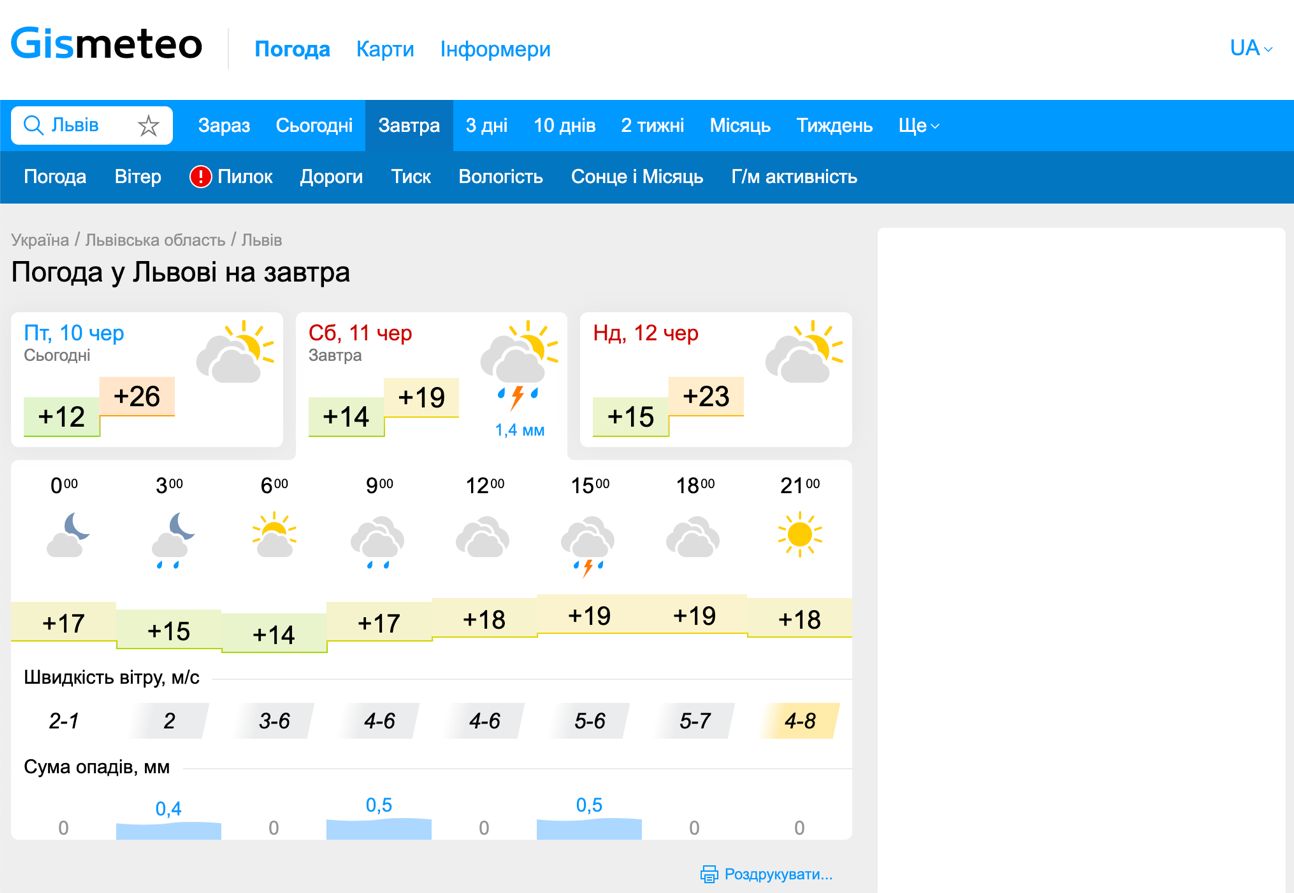 Gismeteo Погода Карти Інформери UA
Львів Зараз Сьогодні Завтра 3 дні 10 днів 2 тижні Місяць Тиждень Ще
Погода Вітер Пилок Дороги Тиск Вологість Сонце і Місяць Г/м активність
Україна / Львівська область / Львів
Погода у Львові на завтра
Пт, 10 чер
Сьогодні
+12 +26
Сб, 11 чер
Завтра
+14 +19
1,4 мм
Нд, 12 чер
+15 +23
0⁰⁰ 3⁰⁰ 6⁰⁰ 9⁰⁰ 12⁰⁰ 15⁰⁰ 18⁰⁰ 21⁰⁰
+17 +15 +14 +17 +18 +19 +19 +18
Швидкість вітру, м/с
2-1 2 3-6 4-6 4-6 5-6 5-7 4-8
Сума опадів, мм
0 0,4 0 0,5 0 0,5 0 0
Роздрукувати...